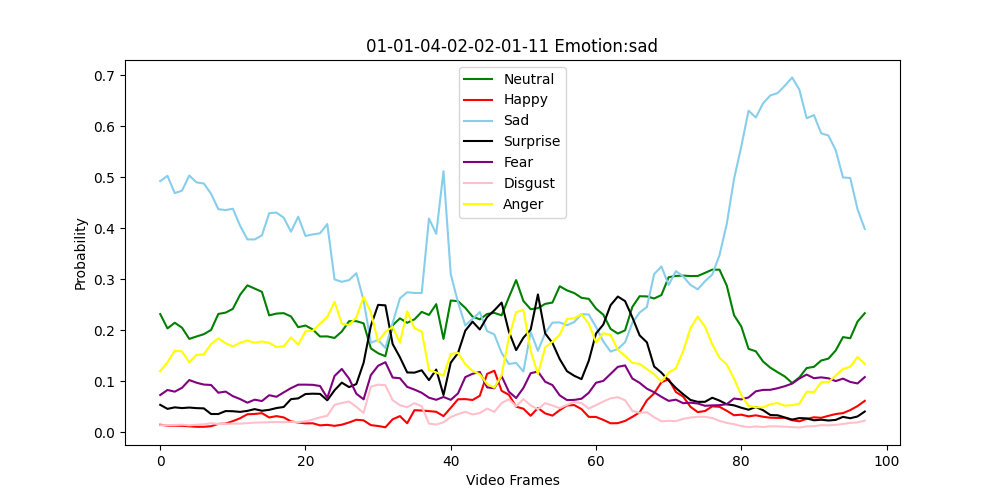 01-01-04-02-02-01-11 Emotion:sad
Neutral
Happy
Sad
Surprise
Fear
Disgust
Anger
Probability
0.7
0.6
0.5
0.4
0.3
0.2
0.1
0.0
0 20 40 60 80 100
Video Frames